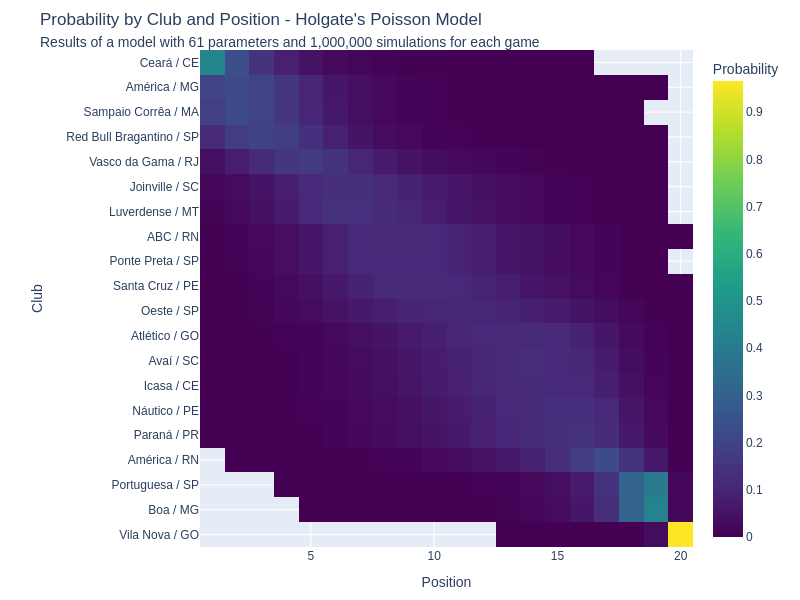 Probability by Club and Position - Holgate's Poisson Model
Results of a model with 61 parameters and 1,000,000 simulations for each game
Probability
Club
Ceará / CE
América / MG
Sampaio Corrêa / MA
Red Bull Bragantino / SP
Vasco da Gama / RJ
Joinville / SC
Luverdense / MT
ABC / RN
Ponte Preta / SP
Santa Cruz / PE
Oeste / SP
Atlético / GO
Avaí / SC
Icasa / CE
Náutico / PE
Paraná / PR
América / RN
Portuguesa / SP
Boa / MG
Vila Nova / GO
0.9
0.8
0.7
0.6
0.5
0.4
0.3
0.2
0.1
0
5
10
15
20
Position